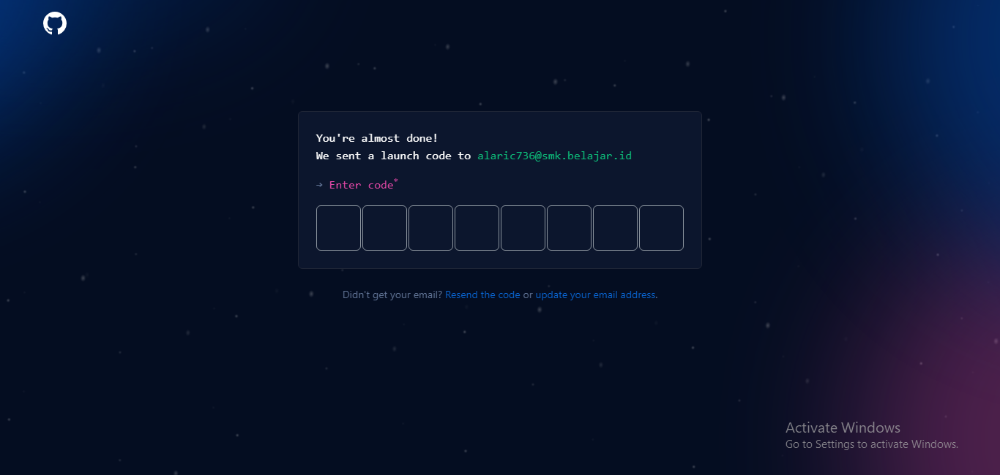 You're almost done!
We sent a launch code to alaric736@smk.belajar.id
→ Enter code*
Didn't get your email? Resend the code or update your email address.
Activate Windows
Go to Settings to activate Windows.